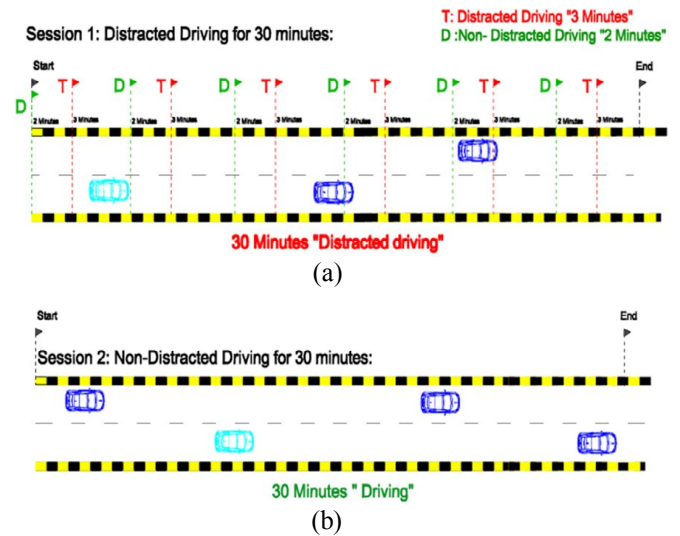 T: Distracted Driving "3 Minutes"
Session 1: Distracted Driving for 30 minutes:
D :Non- Distracted Driving "2 Minutes"
Start
End
D T D T D T D T D T D T
2 Minutes 3 Minutes 2 Minutes 3 Minutes 2 Minutes 3 Minutes 2 Minutes 3 Minutes 2 Minutes 3 Minutes 2 Minutes 3 Minutes
30 Minutes "Distracted driving"
(a)
Start
End
Session 2: Non-Distracted Driving for 30 minutes:
30 Minutes " Driving"
(b)